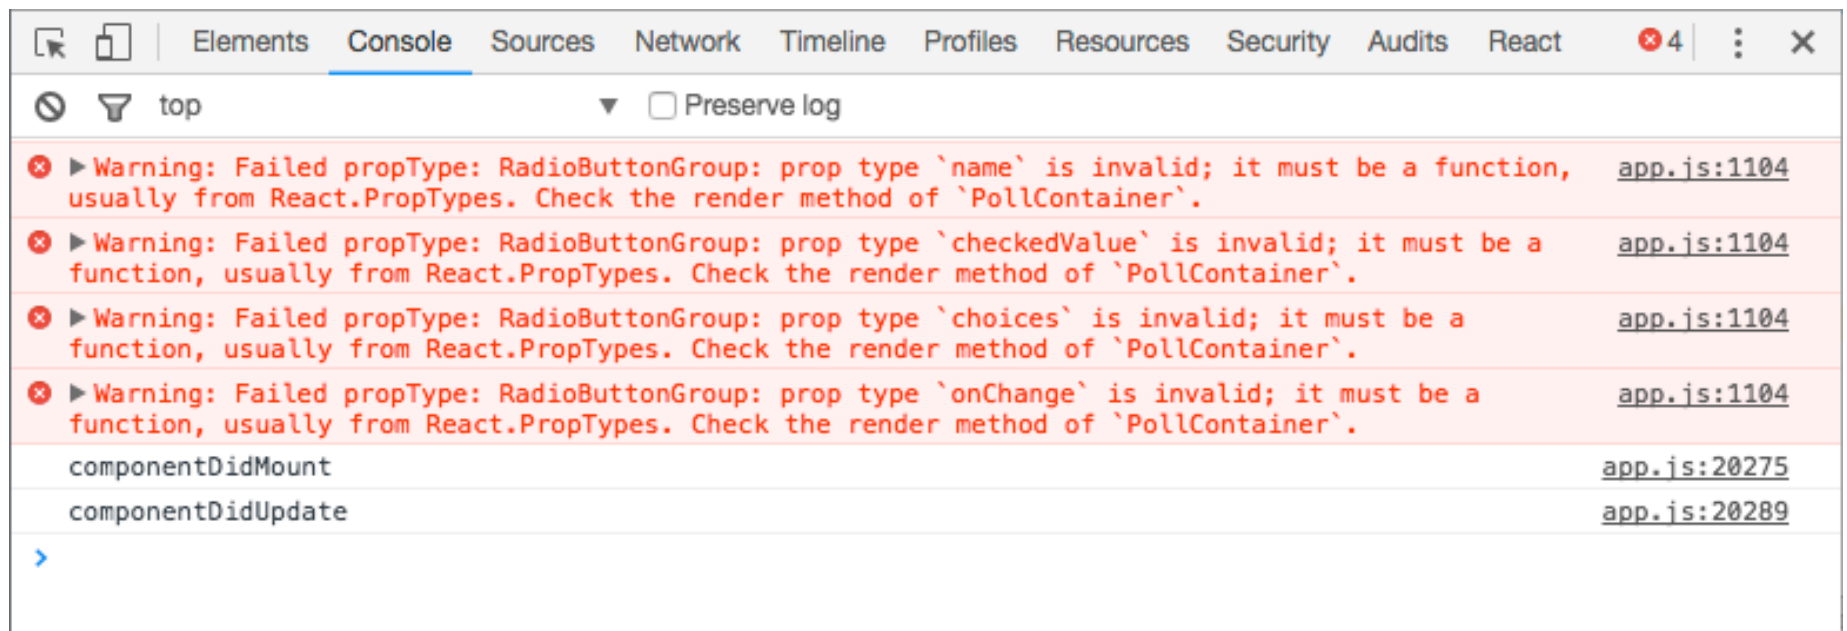 Elements Console Sources Network Timeline Profiles Resources Security Audits React 4
top Preserve log
Warning: Failed propType: RadioButtonGroup: prop type `name` is invalid; it must be a function, app.js:1104
usually from React.PropTypes. Check the render method of `PollContainer`.
Warning: Failed propType: RadioButtonGroup: prop type `checkedValue` is invalid; it must be a app.js:1104
function, usually from React.PropTypes. Check the render method of `PollContainer`.
Warning: Failed propType: RadioButtonGroup: prop type `choices` is invalid; it must be a app.js:1104
function, usually from React.PropTypes. Check the render method of `PollContainer`.
Warning: Failed propType: RadioButtonGroup: prop type `onChange` is invalid; it must be a app.js:1104
function, usually from React.PropTypes. Check the render method of `PollContainer`.
componentDidMount app.js:20275
componentDidUpdate app.js:20289